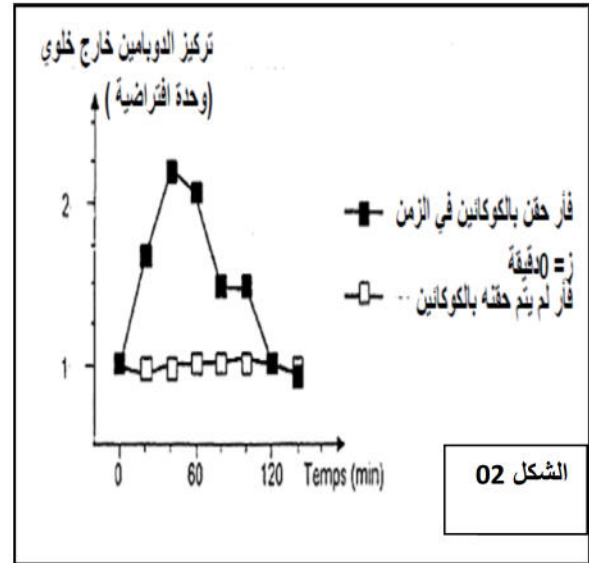 تركيز الدوبامين خارج خلوي
(وحدة افتراضية)
2
1
0
60
120
Temps (min)
فأر حقن بالكوكائين في الزمن
ز= 0دقيقة
فأر لم يتم حقنه بالكوكائين
الشكل 02